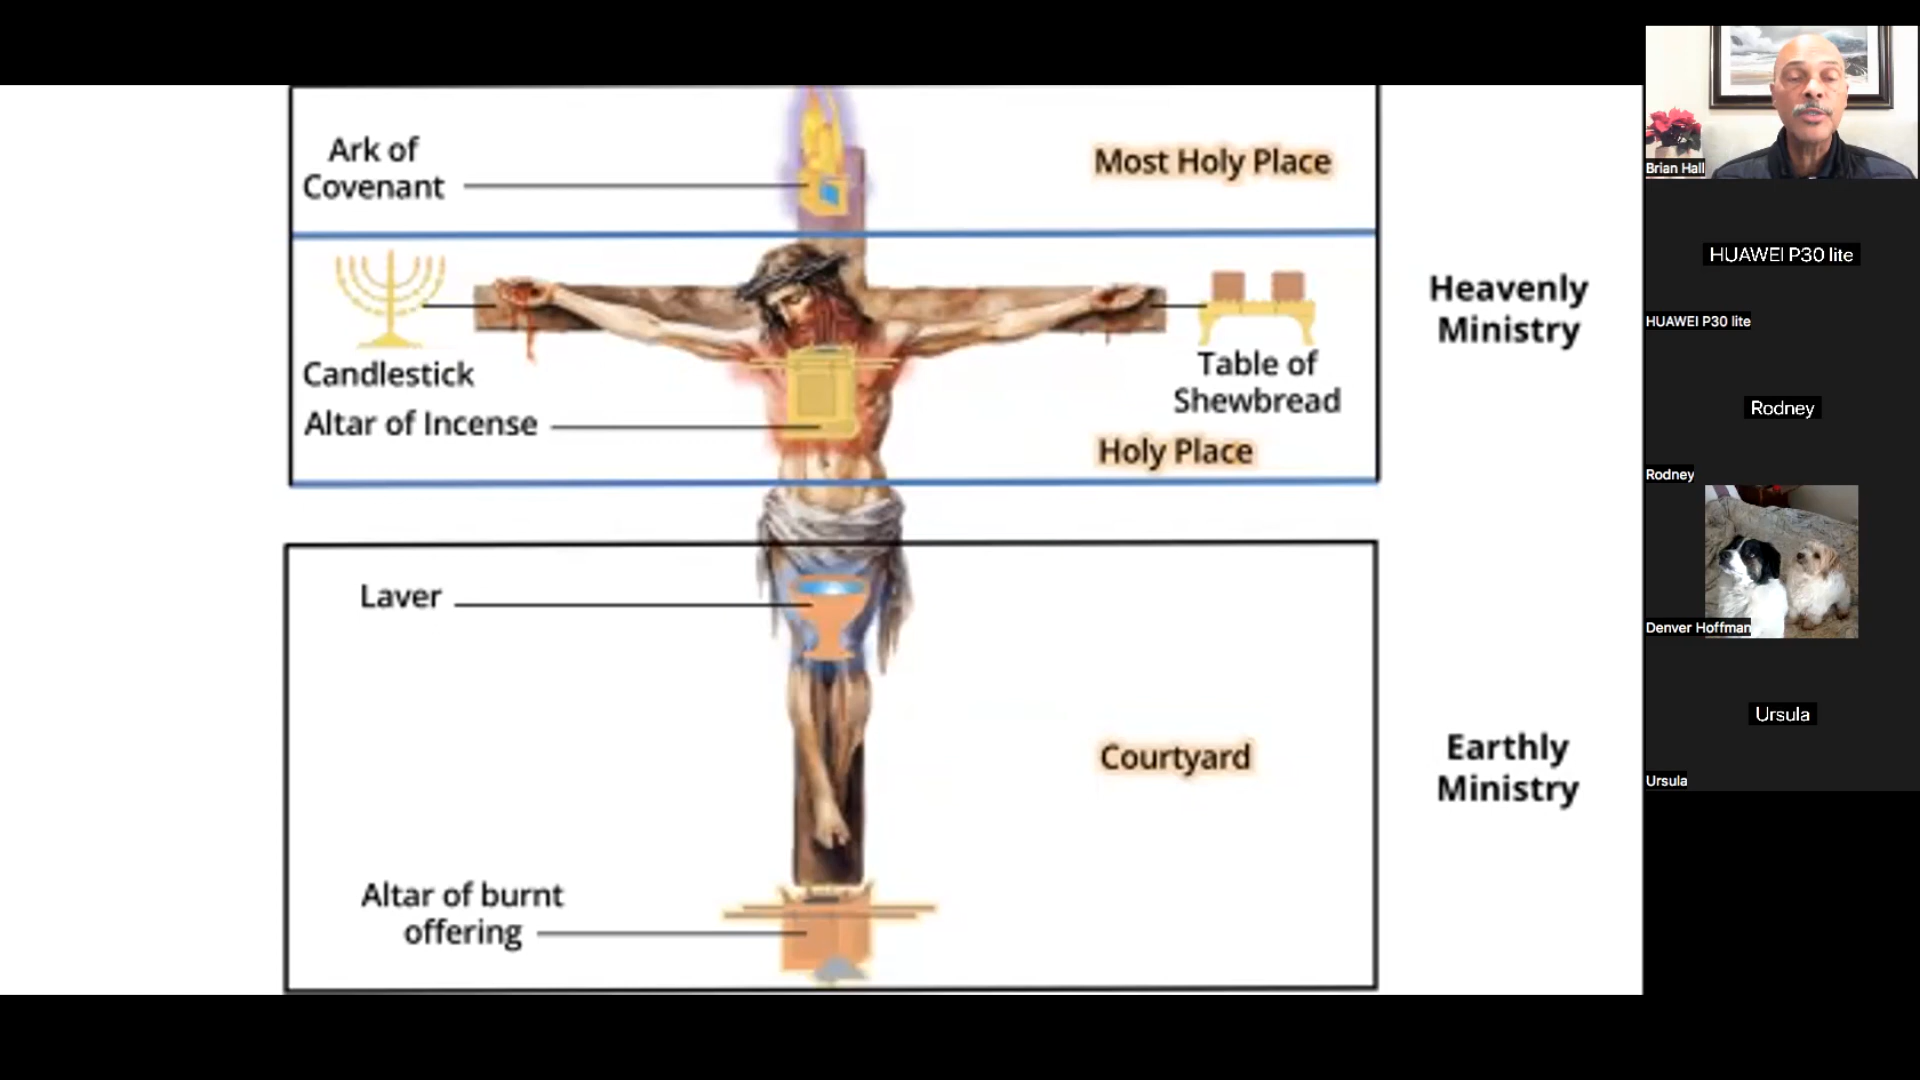 Ark of
Covenant
Most Holy Place
Candlestick
Altar of Incense
Table of
Shewbread
Holy Place
Heavenly
Ministry
Laver
Courtyard
Altar of burnt
offering
Earthly
Ministry
Brian Hall
HUAWEI P30 lite
HUAWEI P30 lite
Rodney
Rodney
Denver Hoffman
Ursula
Ursula